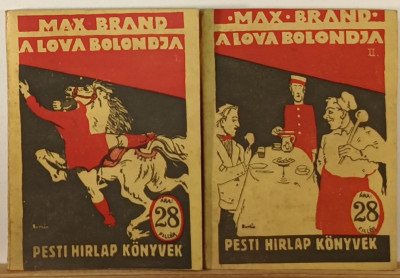 MAX BRAND
A LOVA BOLONDJA
I.
ÁRA
28
FILLÉR
PESTI HIRLAP KÖNYVEK
·MAX·BRAND·
A LOVA BOLONDJA
II.
ÁRA
28
FILLÉR
PESTI HIRLAP KÖNYVEK